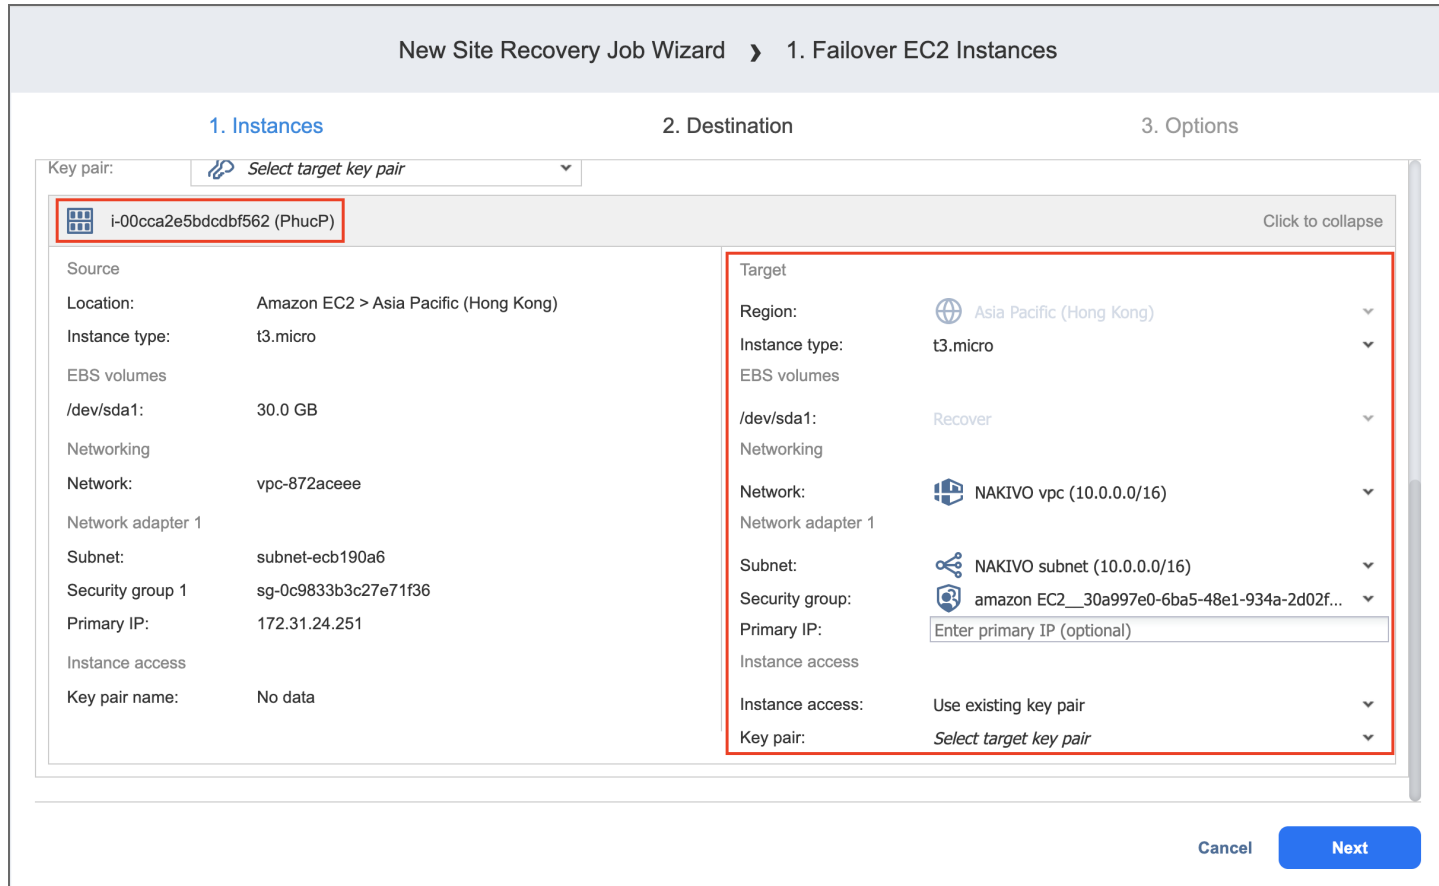 New Site Recovery Job Wizard ❯ 1. Failover EC2 Instances
1. Instances
2. Destination
3. Options
Key pair: Select target key pair
i-00cca2e5bdcdbf562 (PhucP)
Click to collapse
Source
Location: Amazon EC2 > Asia Pacific (Hong Kong)
Instance type: t3.micro
EBS volumes
/dev/sda1: 30.0 GB
Networking
Network: vpc-872aceee
Network adapter 1
Subnet: subnet-ecb190a6
Security group 1 sg-0c9833b3c27e71f36
Primary IP: 172.31.24.251
Instance access
Key pair name: No data
Target
Region: Asia Pacific (Hong Kong)
Instance type: t3.micro
EBS volumes
/dev/sda1: Recover
Networking
Network: NAKIVO vpc (10.0.0.0/16)
Network adapter 1
Subnet: NAKIVO subnet (10.0.0.0/16)
Security group: amazon EC2__30a997e0-6ba5-48e1-934a-2d02f...
Primary IP: Enter primary IP (optional)
Instance access
Instance access: Use existing key pair
Key pair: Select target key pair
Cancel
Next